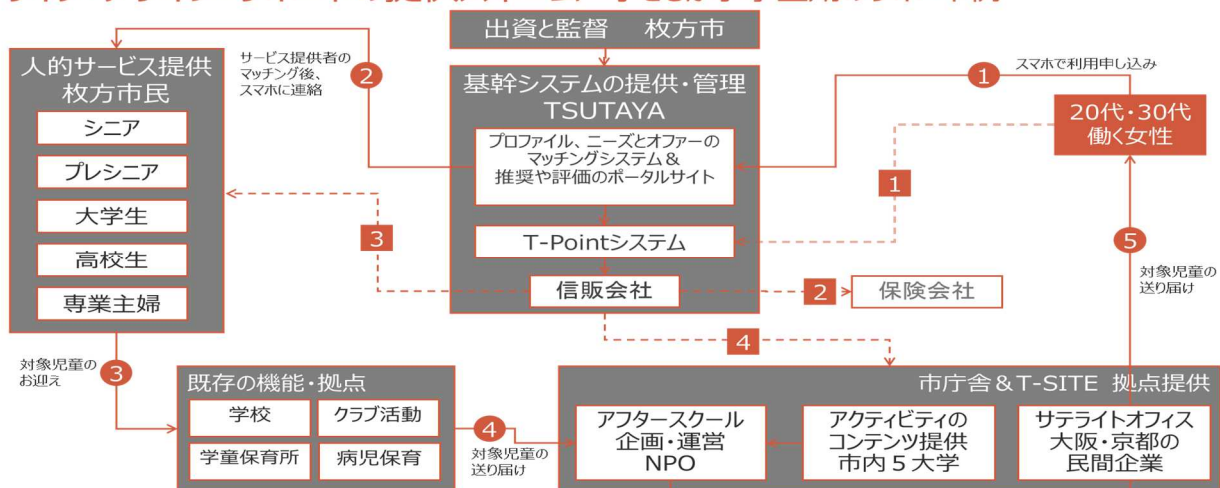 出資と監督　枚方市
人的サービス提供
枚方市民
シニア
プレシニア
大学生
高校生
専業主婦
サービス提供者の
マッチング後、
スマホに連絡
2
基幹システムの提供・管理
TSUTAYA
プロファイル、ニーズとオファーの
マッチングシステム＆
推奨や評価のポータルサイト
T-Pointシステム
信販会社
1
スマホで利用申し込み
20代・30代
働く女性
1
3
2
保険会社
4
5
対象児童の
送り届け
対象児童の
お迎え
3
既存の機能・拠点
学校
クラブ活動
学童保育所
病児保育
4
対象児童の
送り届け
市庁舎＆T-SITE 拠点提供
アフタースクール
企画・運営
NPO
アクティビティの
コンテンツ提供
市内５大学
サテライトオフィス
大阪・京都の
民間企業